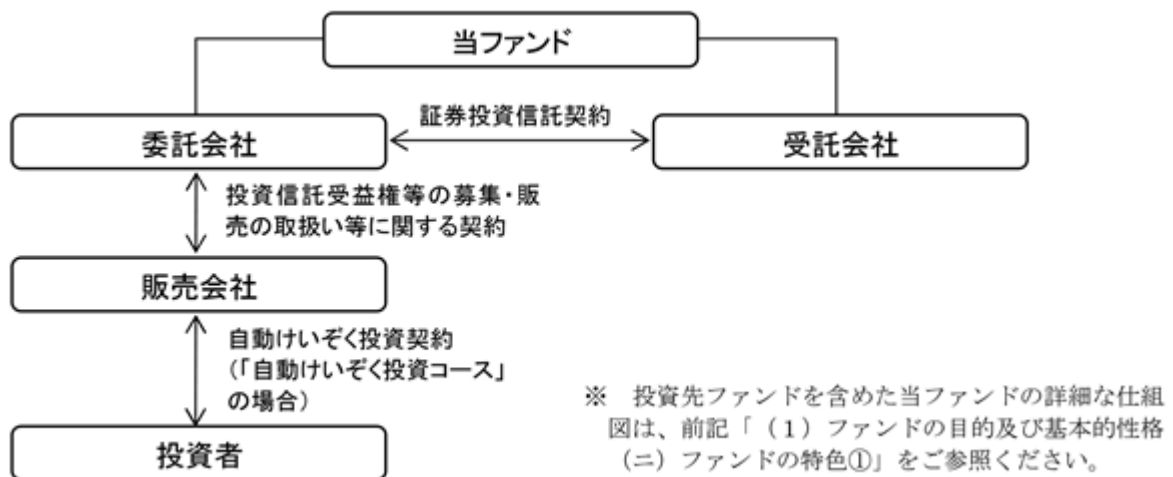 当ファンド
証券投資信託契約
委託会社
受託会社
投資信託受益権等の募集・販
売の取扱い等に関する契約
販売会社
自動けいぞく投資契約
(「自動けいぞく投資コース」
の場合)
投資者
※ 投資先ファンドを含めた当ファンドの詳細な仕組
図は、前記「(1)ファンドの目的及び基本的性格
(ニ)ファンドの特色①」をご参照ください。